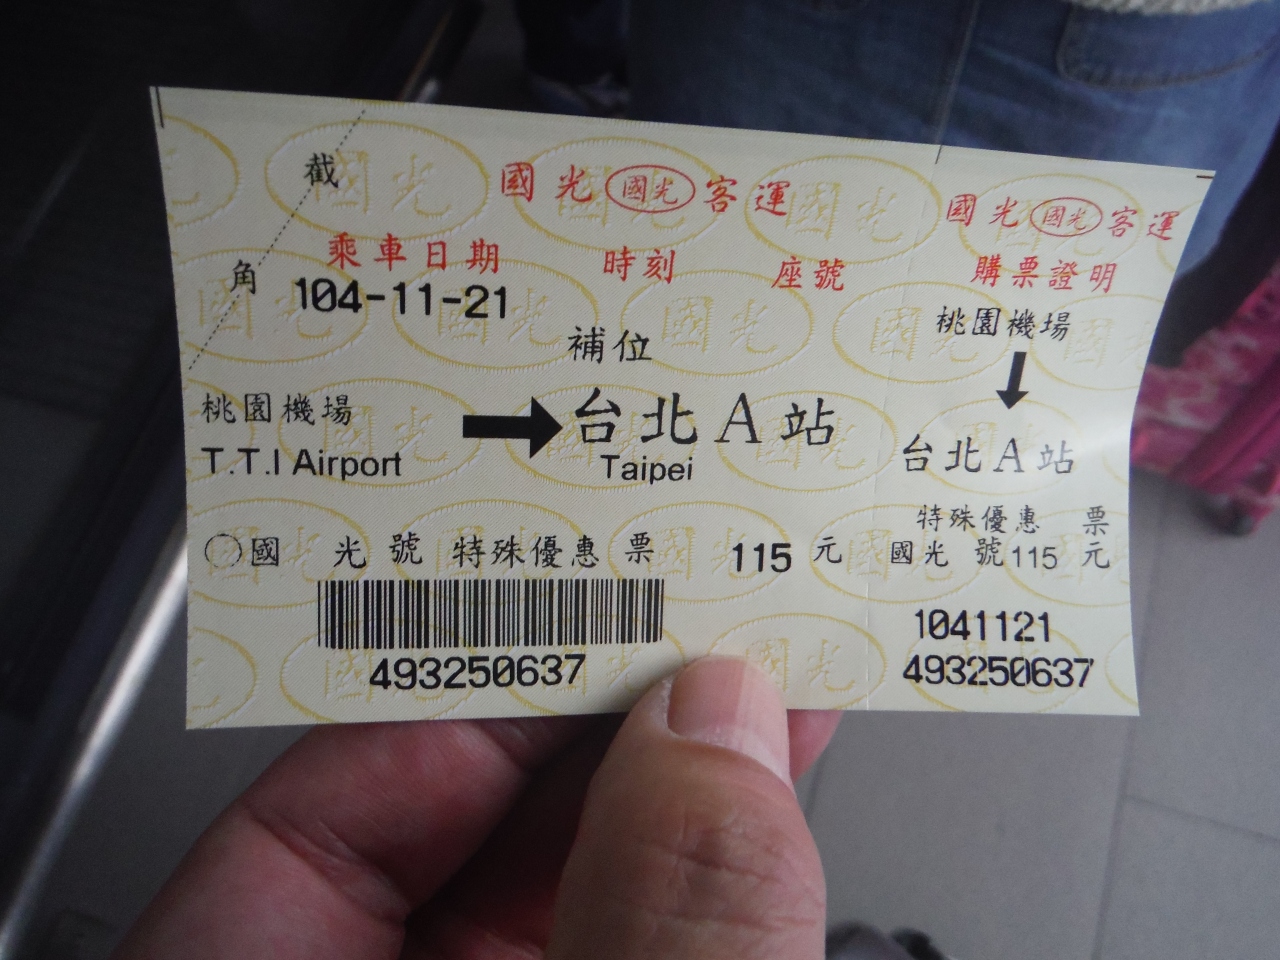 截角
國光 國光 客運
乘車日期 時刻 座號
104-11-21
補位
桃園機場 → 台北A站
T.T.I Airport Taipei
○國 光 號 特殊優惠 票 115 元
493250637
國光 國光 客運
購票證明
桃園機場
↓
台北A站
特殊優惠 票
國光 號115 元
1041121
493250637